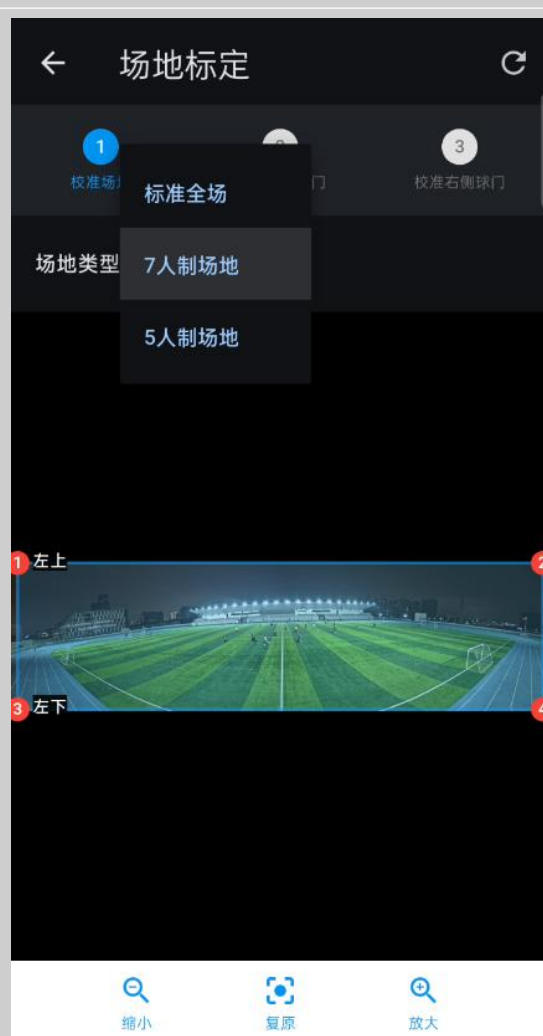 场地标定
1
3
校准场
门
校准右侧球门
标准全场
场地类型
7人制场地
5人制场地
1 左上
2
3 左下
4
缩小
复原
放大